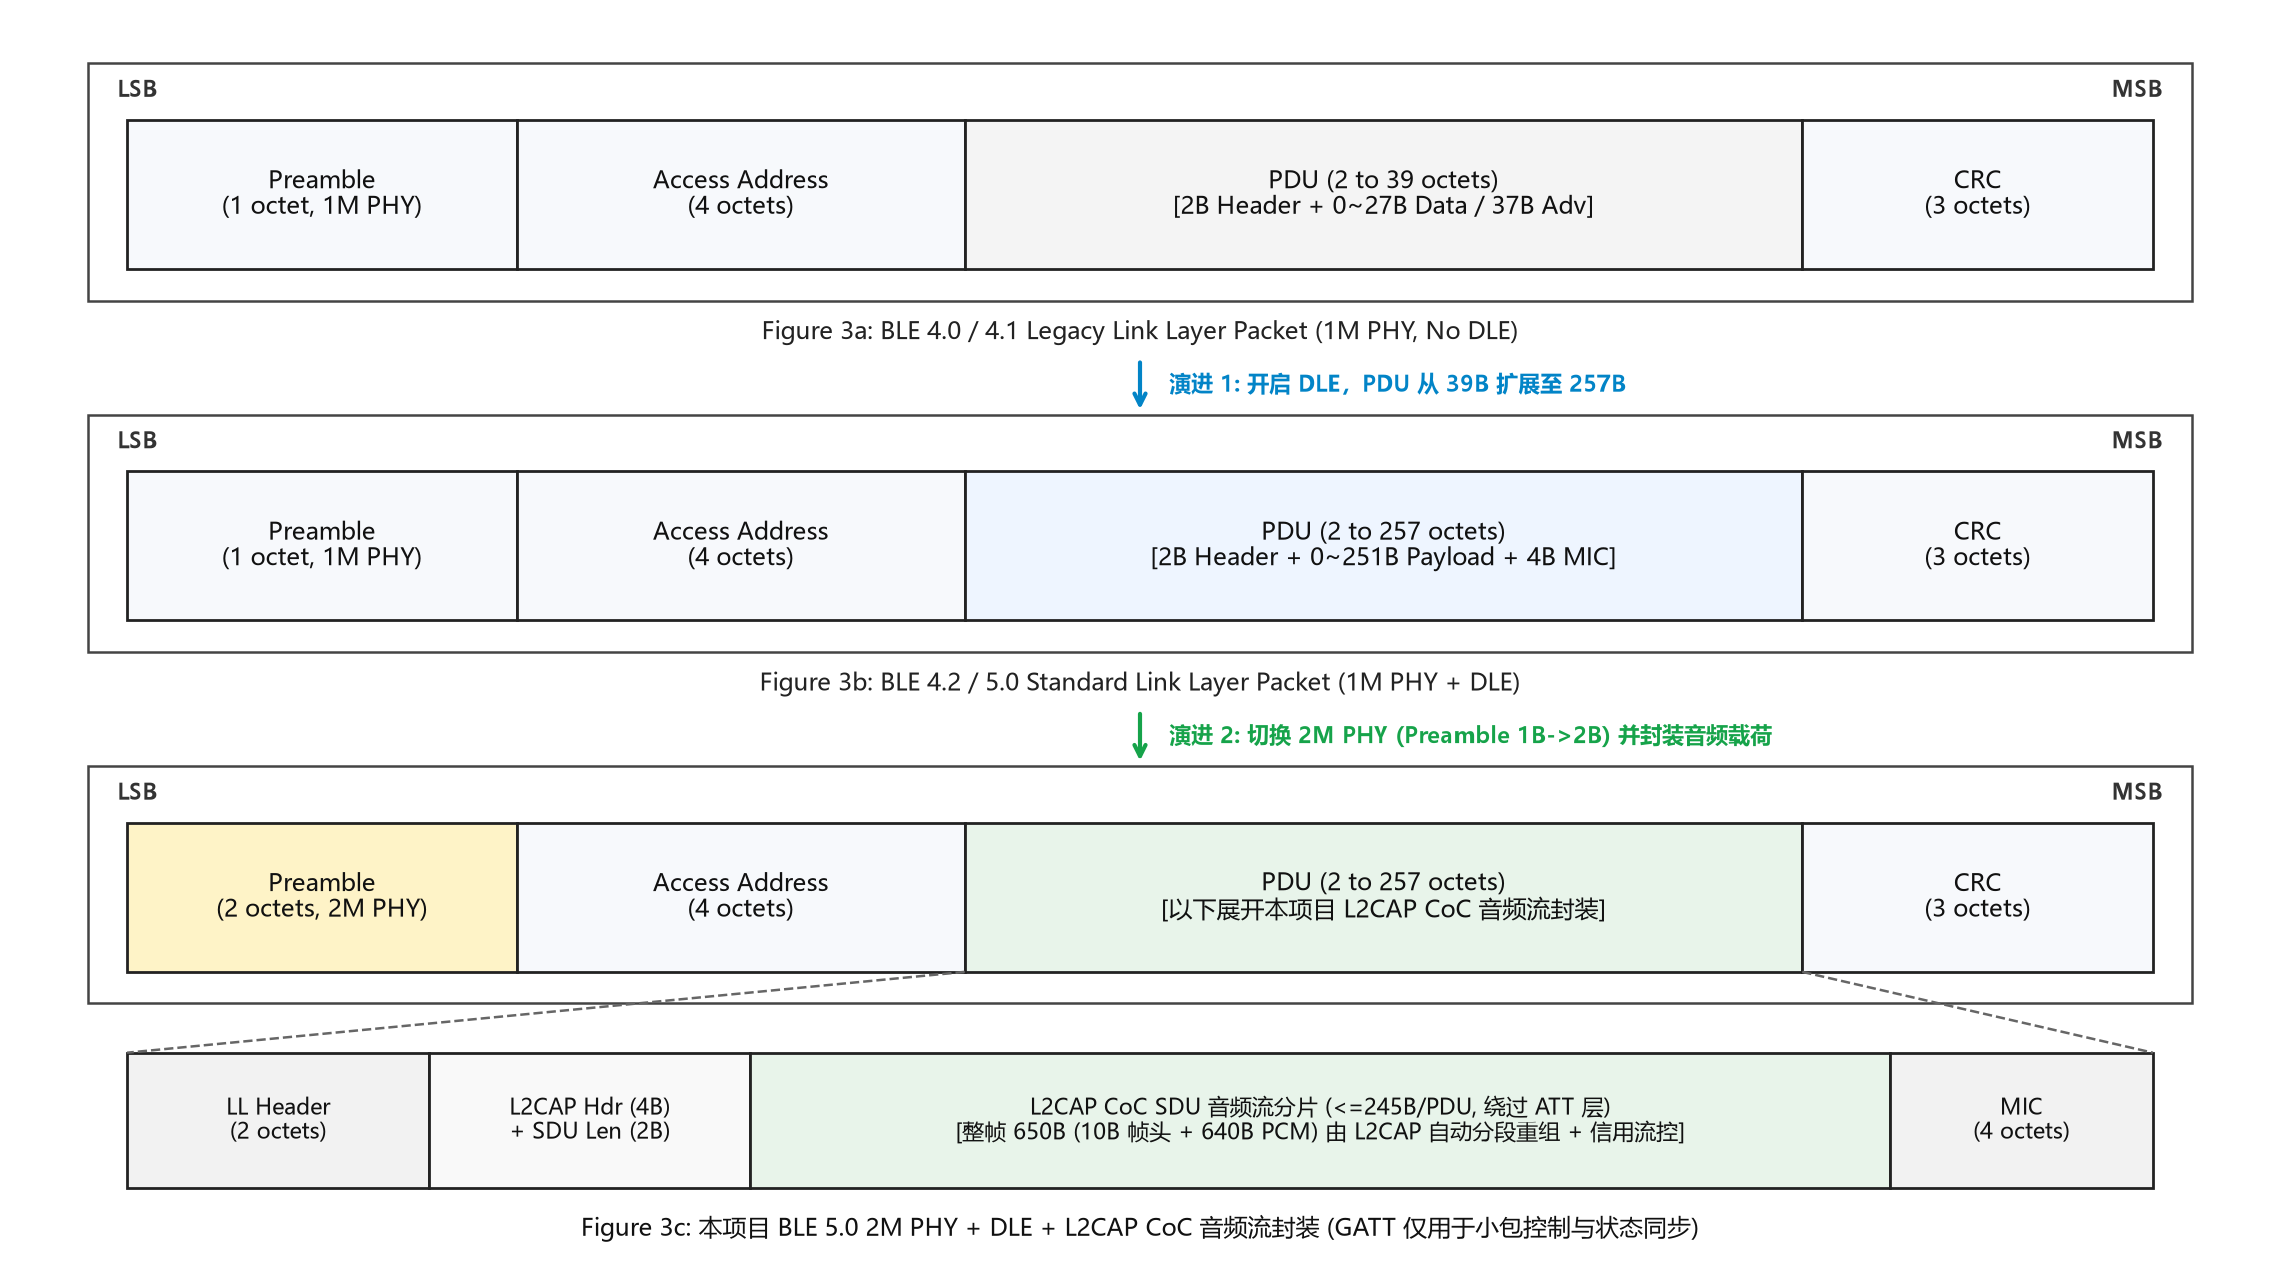 LSB
MSB
Preamble
(1 octet, 1M PHY)
Access Address
(4 octets)
PDU (2 to 39 octets)
[2B Header + 0~27B Data / 37B Adv]
CRC
(3 octets)
Figure 3a: BLE 4.0 / 4.1 Legacy Link Layer Packet (1M PHY, No DLE)
演进 1: 开启 DLE，PDU 从 39B 扩展至 257B
LSB
MSB
Preamble
(1 octet, 1M PHY)
Access Address
(4 octets)
PDU (2 to 257 octets)
[2B Header + 0~251B Payload + 4B MIC]
CRC
(3 octets)
Figure 3b: BLE 4.2 / 5.0 Standard Link Layer Packet (1M PHY + DLE)
演进 2: 切换 2M PHY (Preamble 1B->2B) 并封装音频载荷
LSB
MSB
Preamble
(2 octets, 2M PHY)
Access Address
(4 octets)
PDU (2 to 257 octets)
[以下展开本项目 L2CAP CoC 音频流封装]
CRC
(3 octets)
LL Header
(2 octets)
L2CAP Hdr (4B)
+ SDU Len (2B)
L2CAP CoC SDU 音频流分片 (<=245B/PDU, 绕过 ATT 层)
[整帧 650B (10B 帧头 + 640B PCM) 由 L2CAP 自动分段重组 + 信用流控]
MIC
(4 octets)
Figure 3c: 本项目 BLE 5.0 2M PHY + DLE + L2CAP CoC 音频流封装 (GATT 仅用于小包控制与状态同步)